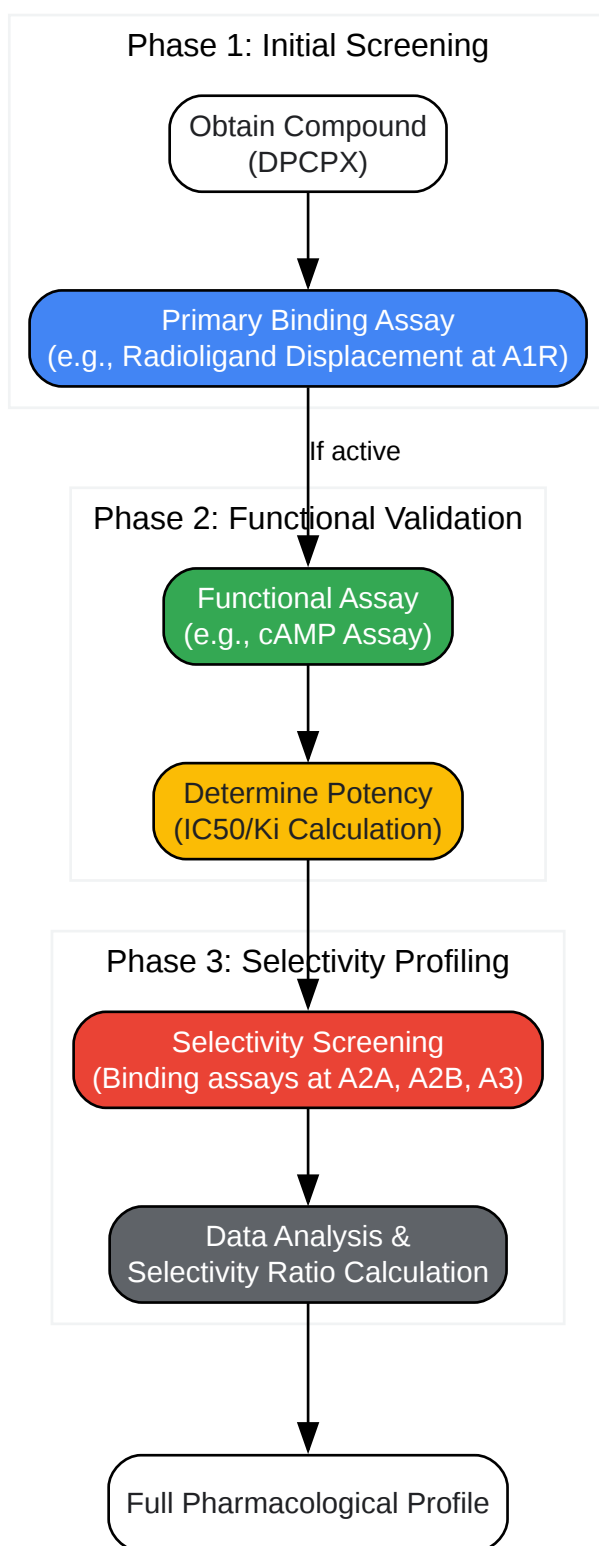 Phase 1: Initial Screening
Obtain Compound
(DPCPX)
Primary Binding Assay
(e.g., Radioligand Displacement at A1R)
If active
Phase 2: Functional Validation
Functional Assay
(e.g., cAMP Assay)
Determine Potency
(IC50/Ki Calculation)
Phase 3: Selectivity Profiling
Selectivity Screening
(Binding assays at A2A, A2B, A3)
Data Analysis &
Selectivity Ratio Calculation
Full Pharmacological Profile